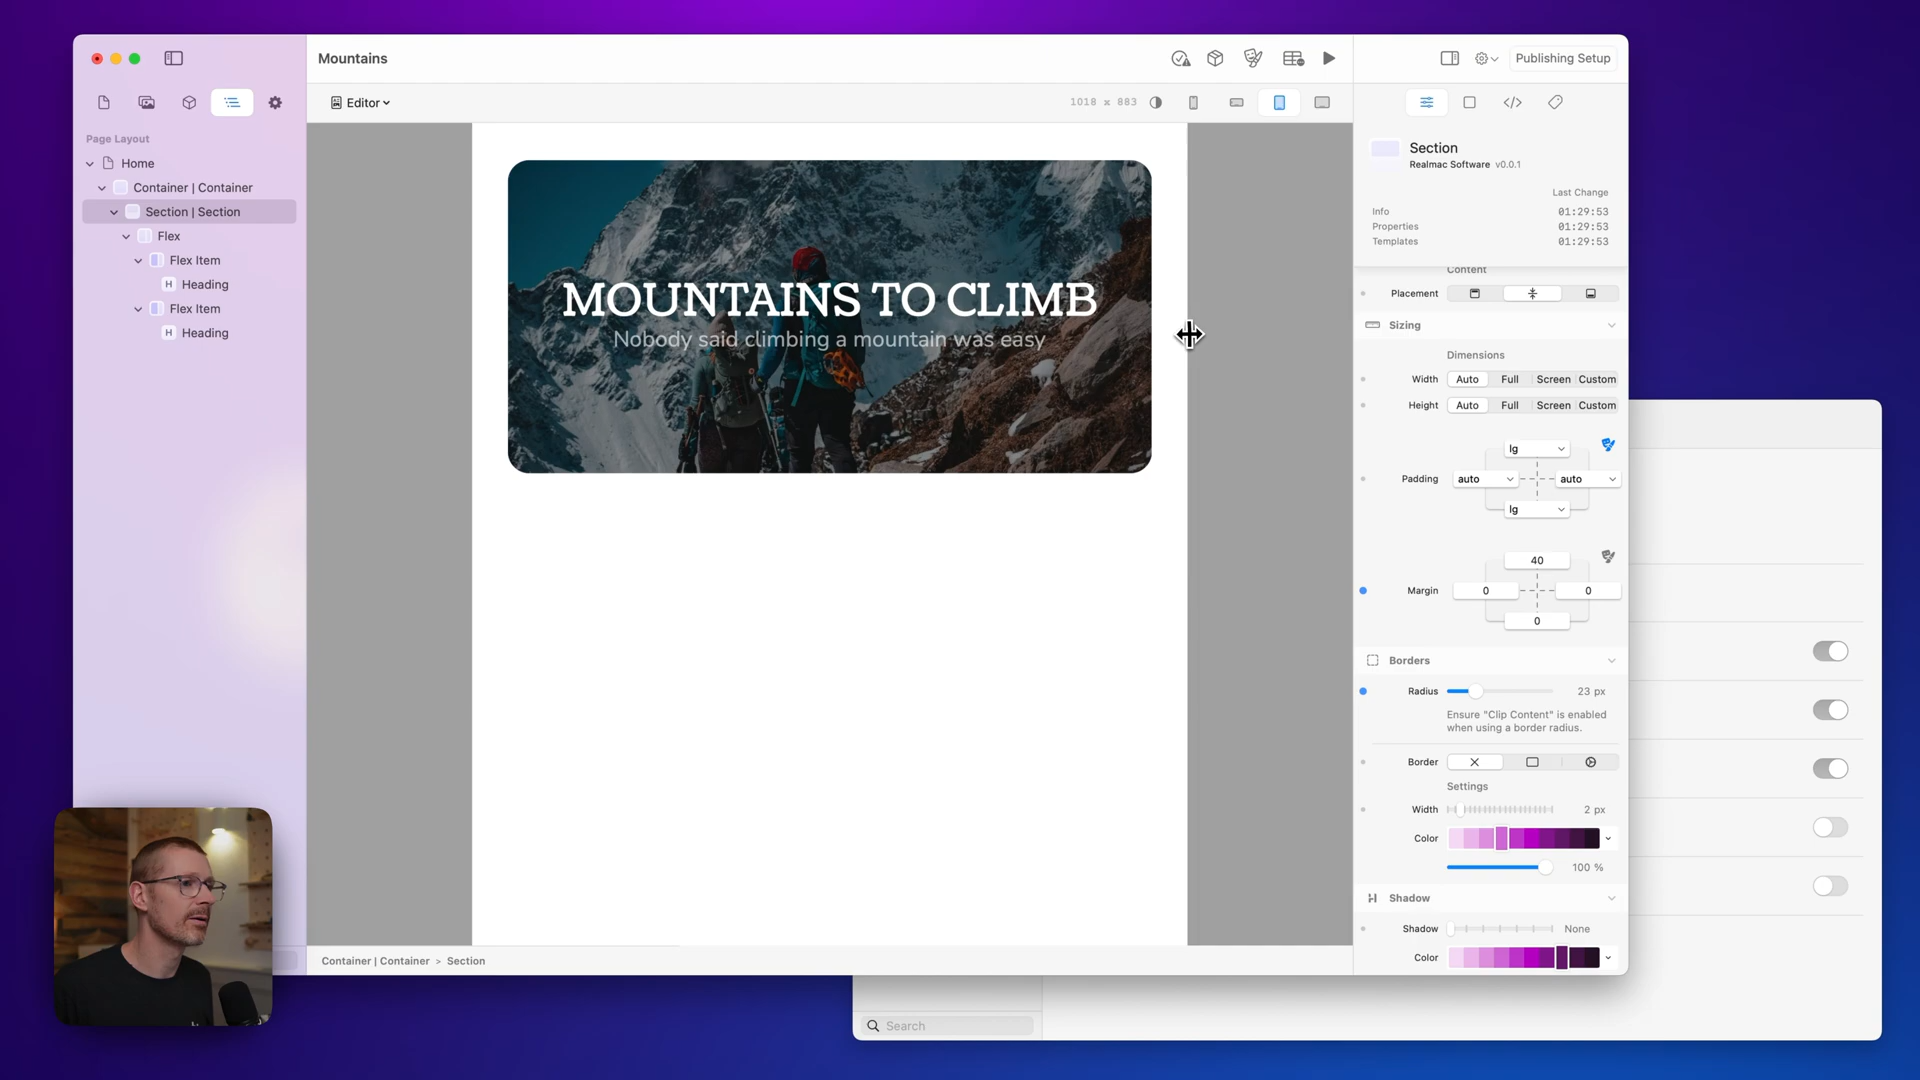 Mountains
Publishing Setup
Editor
1018 x 883
Page Layout
Home
Container | Container
Section | Section
Flex
Flex Item
H Heading
Flex Item
H Heading
MOUNTAINS TO CLIMB
Nobody said climbing a mountain was easy
Container | Container > Section
Section
Realmac Software v0.0.1
Last Change
Info 01:29:53
Properties 01:29:53
Templates 01:29:53
Content
Placement
Sizing
Dimensions
Width Auto Full Screen Custom
Height Auto Full Screen Custom
lg
Padding auto auto
lg
40
Margin 0 0
0
Borders
Radius 23 px
Ensure "Clip Content" is enabled
when using a border radius.
Border
Settings
Width 2 px
Color
100 %
Shadow
Shadow None
Color
Search